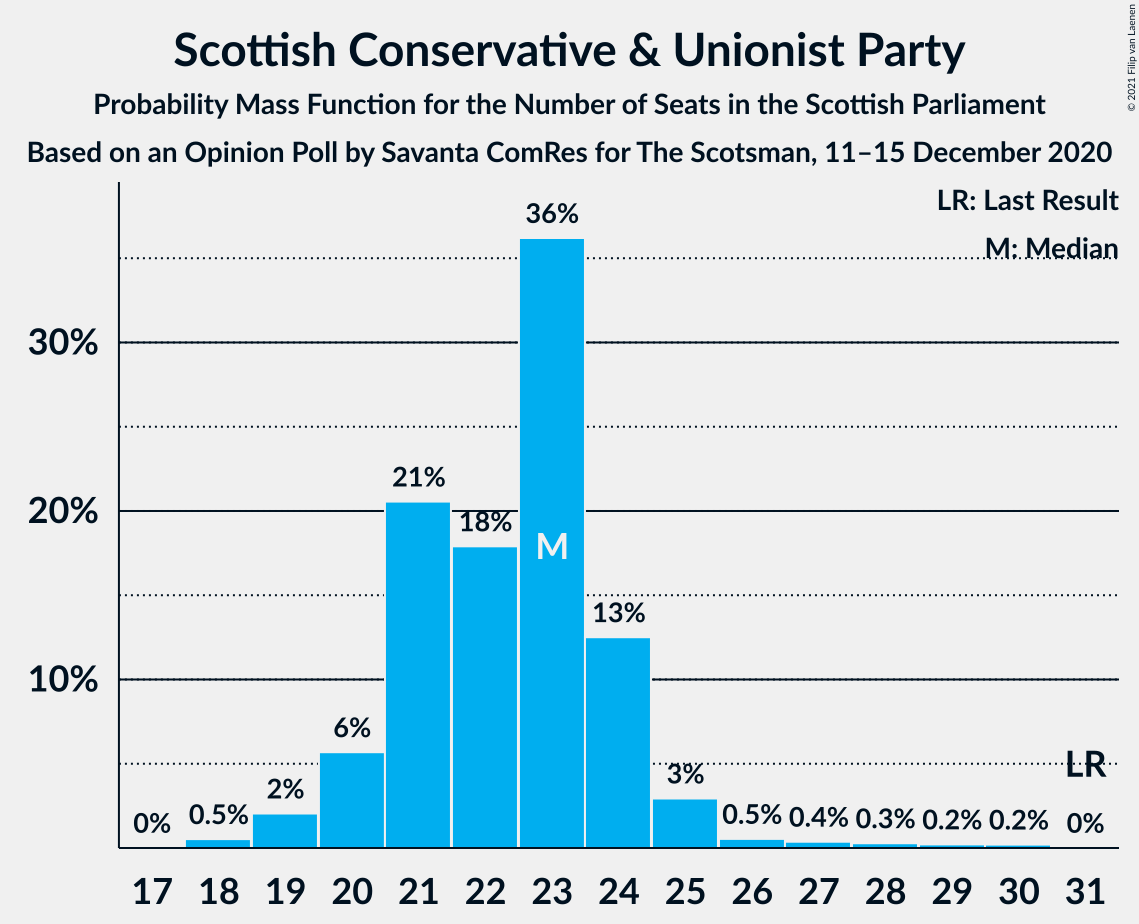 Scottish Conservative & Unionist Party
Probability Mass Function for the Number of Seats in the Scottish Parliament
Based on an Opinion Poll by Savanta ComRes for The Scotsman, 11–15 December 2020
© 2021 Filip van Laenen
LR: Last Result
M: Median
36%
30%
21%
20%
18%
M
13%
10%
6%
3%
LR
2%
0%
0.5%
0.5%
0.4%
0.3%
0.2%
0.2%
0%
17 18 19 20 21 22 23 24 25 26 27 28 29 30 31